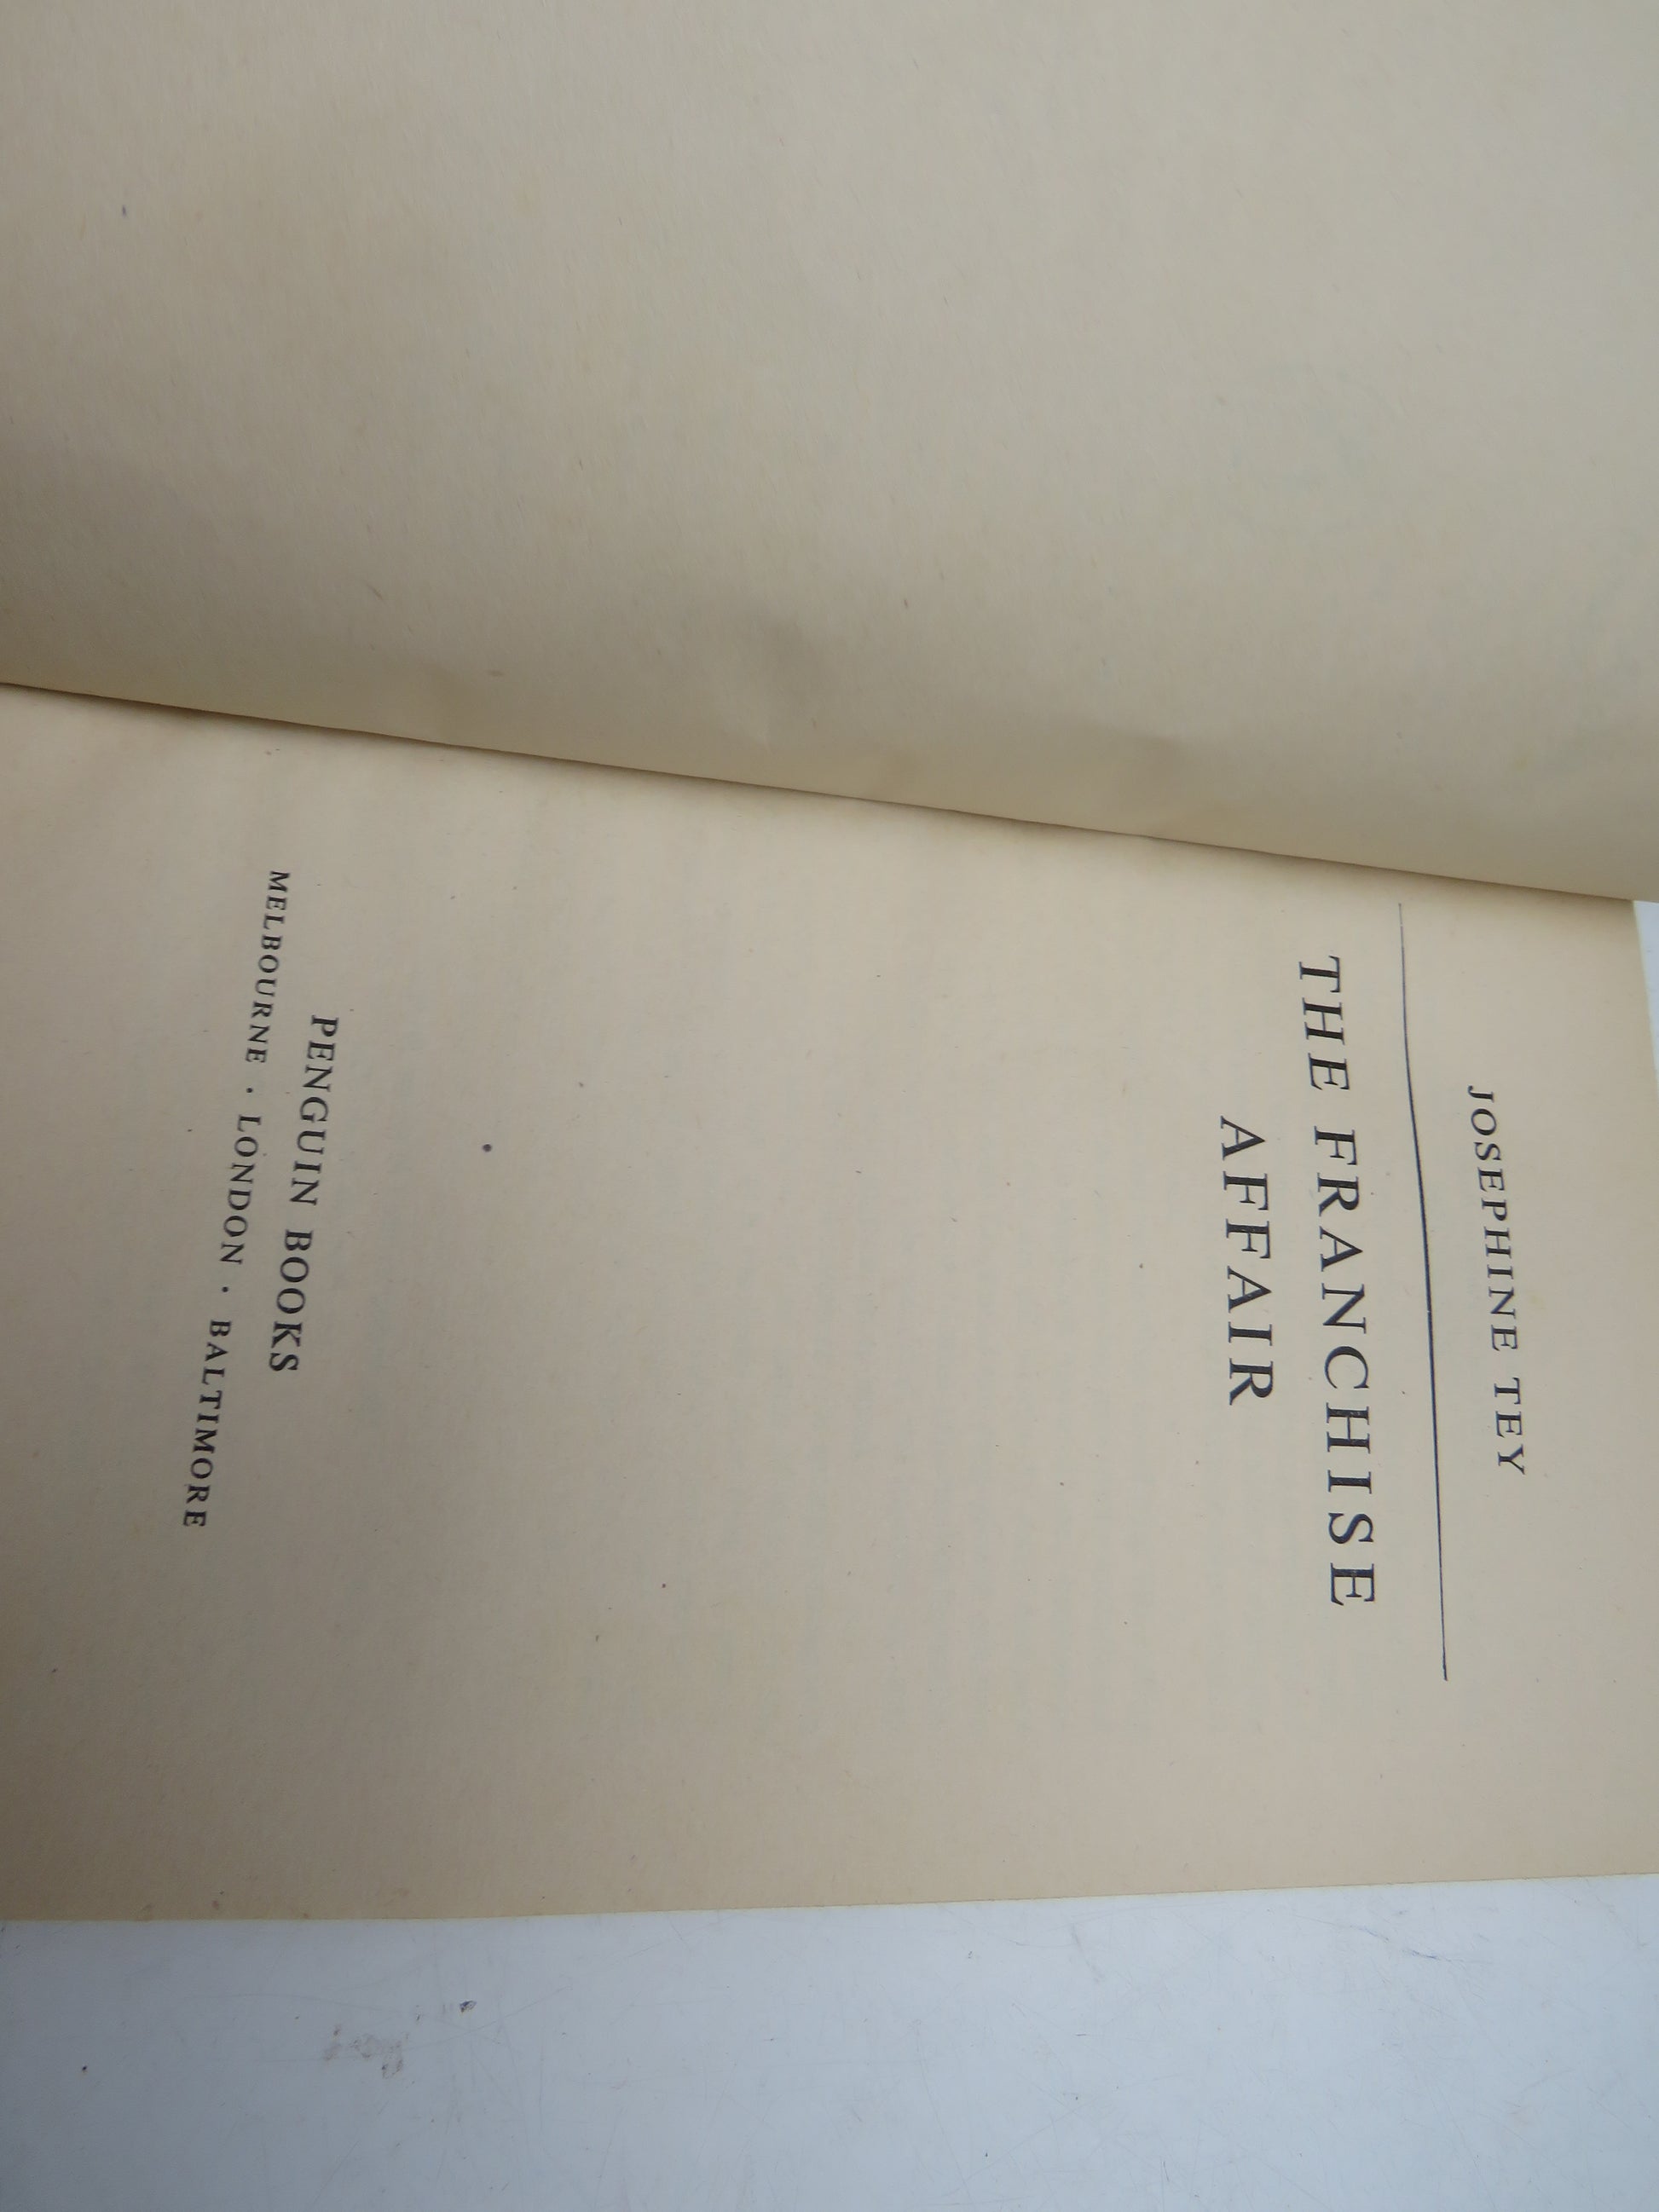 JOSEPHINE TEY
THE FRANCHISE
AFFAIR
PENGUIN BOOKS
MELBOURNE · LONDON · BALTIMORE